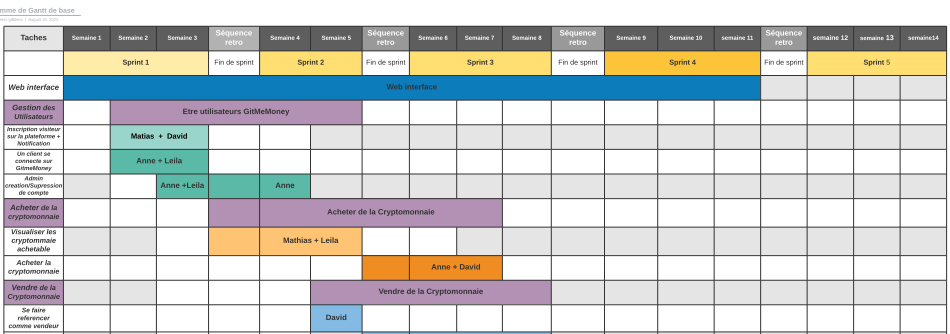 mme de Gantt de base
Taches Semaine 1 Semaine 2 Semaine 3 Séquence retro Semaine 4 Semaine 5 Séquence retro Semaine 6 Semaine 7 Semaine 8 Séquence retro Semaine 9 Semaine 10 semaine 11 Séquence retro semaine 12 semaine 13 semaine14
Sprint 1 Fin de sprint Sprint 2 Fin de sprint Sprint 3 Fin de sprint Sprint 4 Fin de sprint Sprint 5
Web interface Web interface
Gestion des
Utilisateurs
Etre utilisateurs GitMeMoney
Inscription visiteur
sur la plateforme +
Notification
Matias + David
Un client se
connecte sur
GitmeMoney
Anne + Leila
Admin
creation/Supression
de compte
Anne +Leila Anne
Acheter de la
cryptomonnaie
Acheter de la Cryptomonnaie
Visualiser les
cryptommaie
achetable
Mathias + Leila
Acheter la
cryptomonnaie
Anne + David
Vendre de la
Cryptomonnaie
Vendre de la Cryptomonnaie
Se faire
referencer
comme vendeur
David